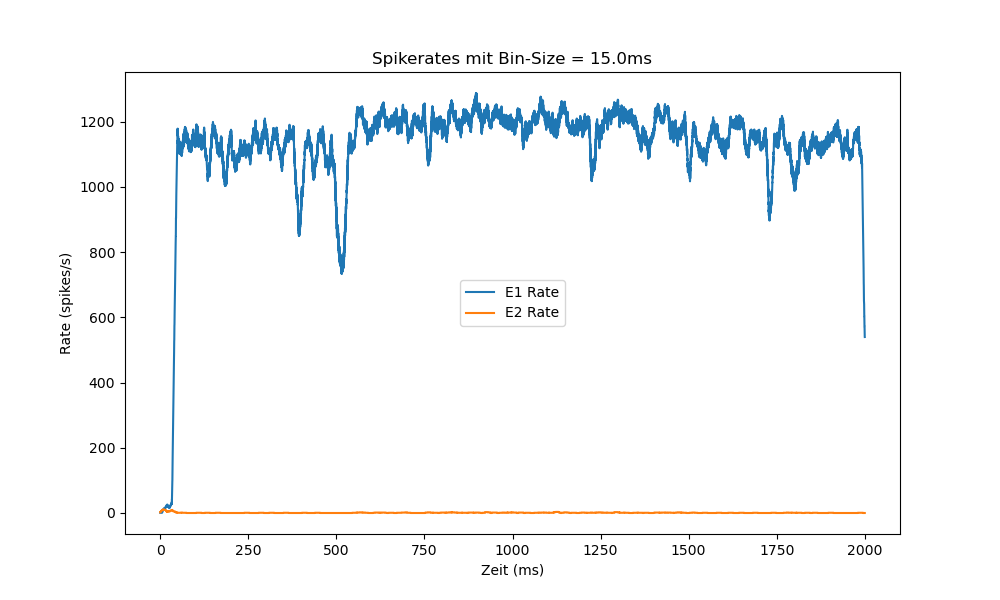 Spikerates mit Bin-Size = 15.0ms
1200
1000
800
600
400
200
0
Rate (spikes/s)
E1 Rate
E2 Rate
0 250 500 750 1000 1250 1500 1750 2000
Zeit (ms)